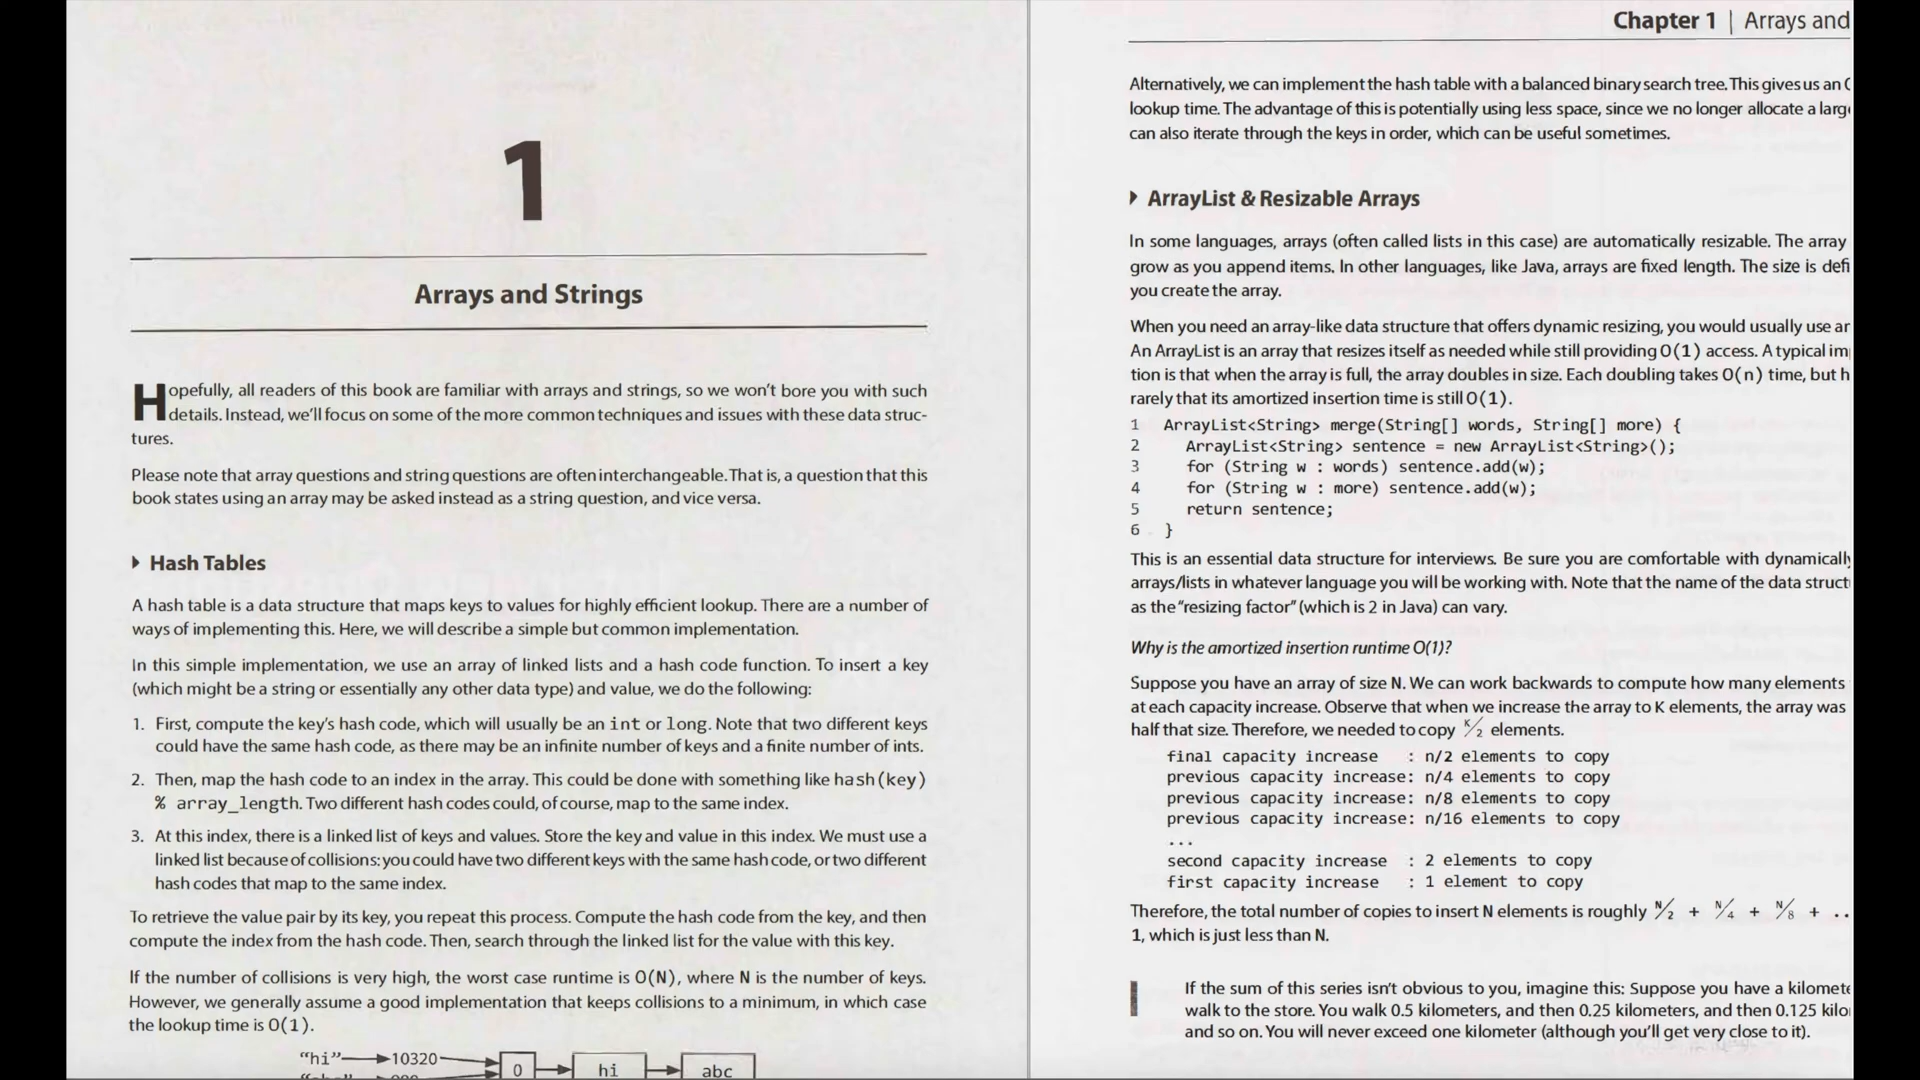 1
Arrays and Strings
Hopefully, all readers of this book are familiar with arrays and strings, so we won't bore you with such
details. Instead, we'll focus on some of the more common techniques and issues with these data struc-
tures.
Please note that array questions and string questions are often interchangeable. That is, a question that this
book states using an array may be asked instead as a string question, and vice versa.
Hash Tables
A hash table is a data structure that maps keys to values for highly efficient lookup. There are a number of
ways of implementing this. Here, we will describe a simple but common implementation.
In this simple implementation, we use an array of linked lists and a hash code function. To insert a key
(which might be a string or essentially any other data type) and value, we do the following:
1. First, compute the key's hash code, which will usually be an int or long. Note that two different keys
could have the same hash code, as there may be an infinite number of keys and a finite number of ints.
2. Then, map the hash code to an index in the array. This could be done with something like hash(key)
% array_length. Two different hash codes could, of course, map to the same index.
3. At this index, there is a linked list of keys and values. Store the key and value in this index. We must use a
linked list because of collisions: you could have two different keys with the same hash code, or two different
hash codes that map to the same index.
To retrieve the value pair by its key, you repeat this process. Compute the hash code from the key, and then
compute the index from the hash code. Then, search through the linked list for the value with this key.
If the number of collisions is very high, the worst case runtime is O(N), where N is the number of keys.
However, we generally assume a good implementation that keeps collisions to a minimum, in which case
the lookup time is O(1).
"hi" 10320 0 hi abc
Chapter 1 | Arrays and
Alternatively, we can implement the hash table with a balanced binary search tree. This gives us an
lookup time. The advantage of this is potentially using less space, since we no longer allocate a
can also iterate through the keys in order, which can be useful sometimes.
ArrayList & Resizable Arrays
In some languages, arrays (often called lists in this case) are automatically resizable. The array
grow as you append items. In other languages, like Java, arrays are fixed length. The size is
you create the array.
When you need an array-like data structure that offers dynamic resizing, you would usually use
An ArrayList is an array that resizes itself as needed while still providing O(1) access. A typical
tion is that when the array is full, the array doubles in size. Each doubling takes O(n) time, but
rarely that its amortized insertion time is still O(1).
1 ArrayList<String> merge(String[] words, String[] more) {
2 ArrayList<String> sentence = new ArrayList<String>();
3 for (String w : words) sentence.add(w);
4 for (String w : more) sentence.add(w);
5 return sentence;
6 }
This is an essential data structure for interviews. Be sure you are comfortable with dynamically
arrays/lists in whatever language you will be working with. Note that the name of the data
as the "resizing factor" (which is 2 in Java) can vary.
Why is the amortized insertion runtime O(1)?
Suppose you have an array of size N. We can work backwards to compute how many elements
at each capacity increase. Observe that when we increase the array to K elements, the array was
half that size. Therefore, we needed to copy K/2 elements.
final capacity increase : n/2 elements to copy
previous capacity increase: n/4 elements to copy
previous capacity increase: n/8 elements to copy
previous capacity increase: n/16 elements to copy
...
second capacity increase : 2 elements to copy
first capacity increase : 1 element to copy
Therefore, the total number of copies to insert N elements is roughly N/2 + N/4 + N/8 + ..
1, which is just less than N.
If the sum of this series isn't obvious to you, imagine this: Suppose you have a
walk to the store. You walk 0.5 kilometers, and then 0.25 kilometers, and then 0.125
and so on. You will never exceed one kilometer (although you'll get very close to it).